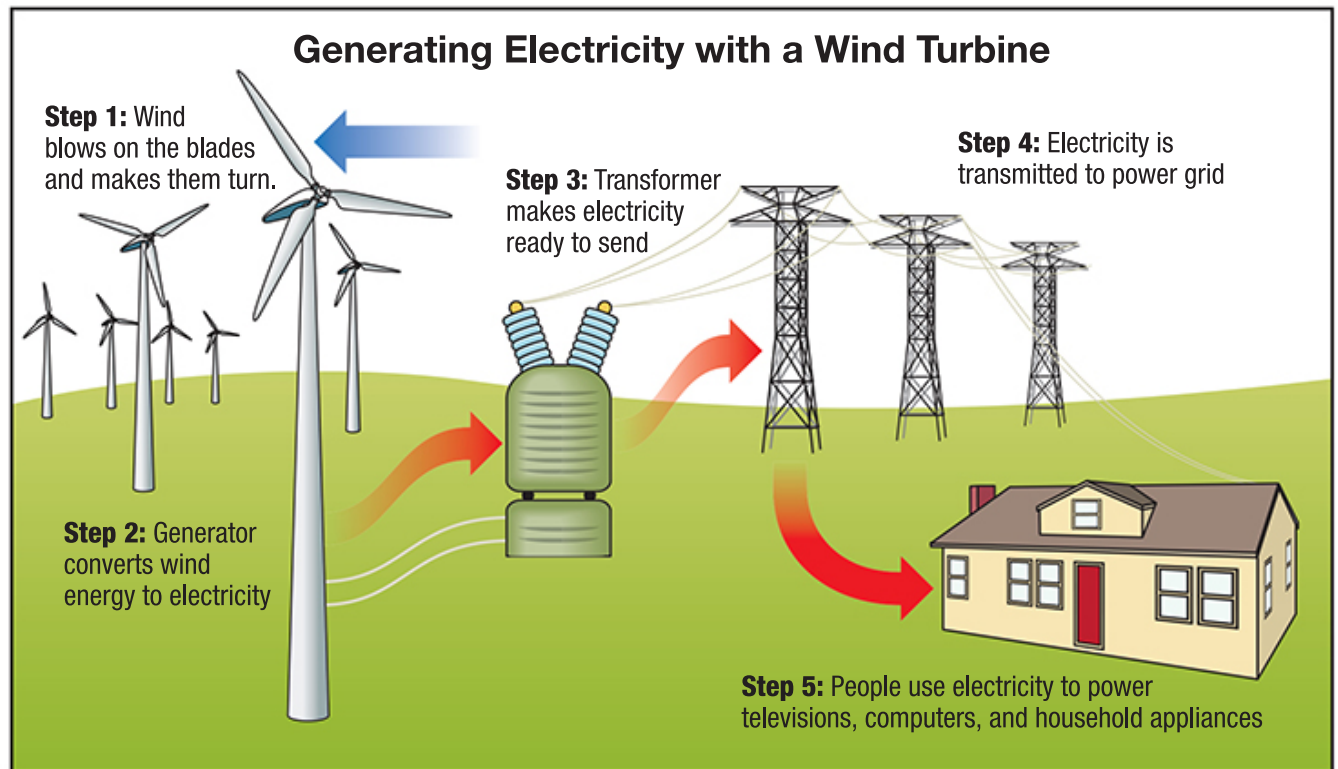 Generating Electricity with a Wind Turbine
Step 1: Wind
blows on the blades
and makes them turn.
Step 2: Generator
converts wind
energy to electricity
Step 3: Transformer
makes electricity
ready to send
Step 4: Electricity is
transmitted to power grid
Step 5: People use electricity to power
televisions, computers, and household appliances